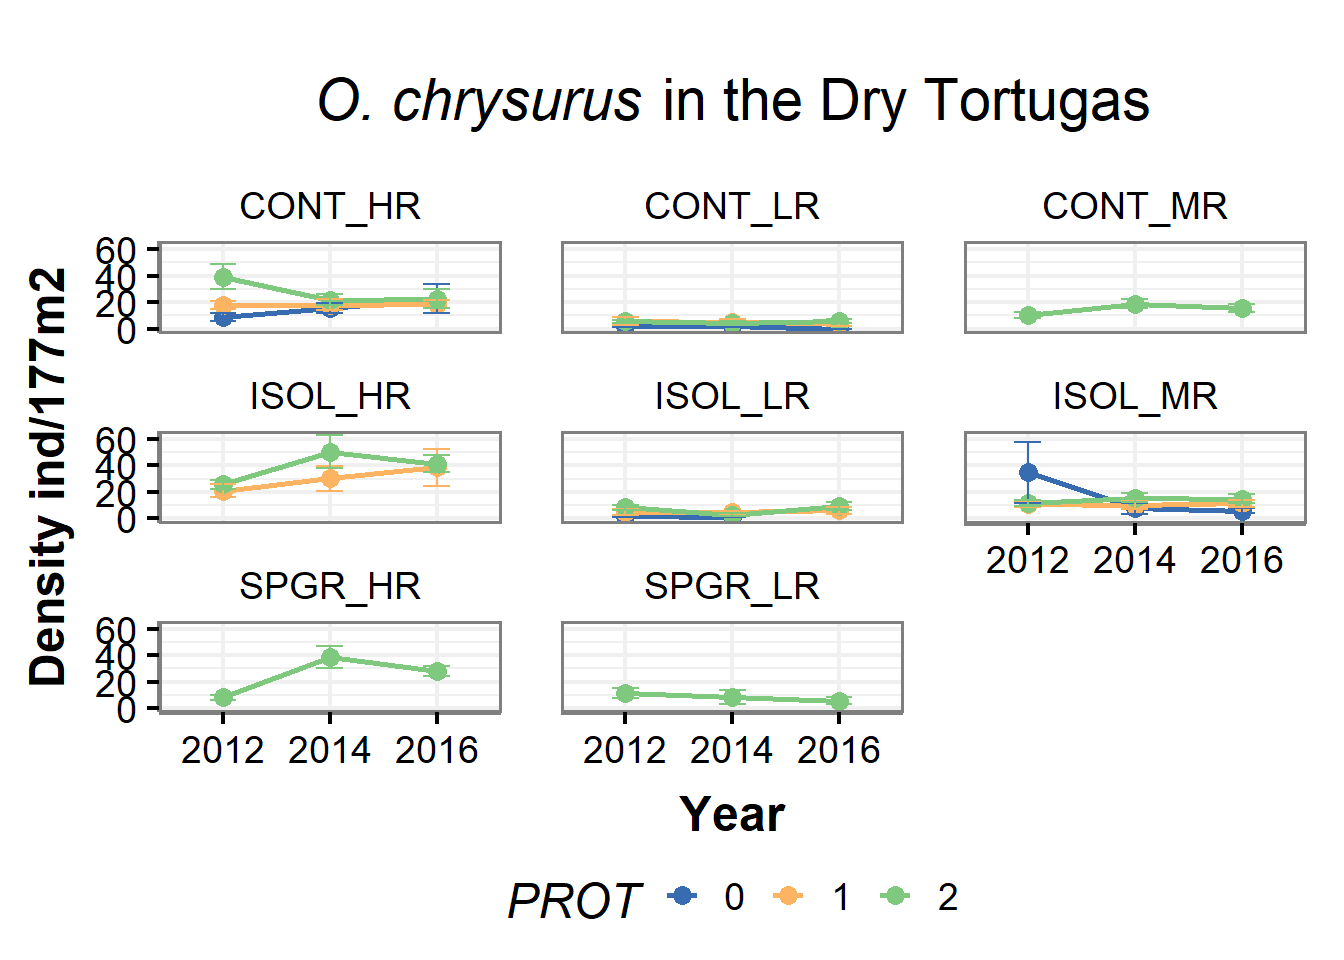 O. chrysurus in the Dry Tortugas
CONT_HR CONT_LR CONT_MR
60
40
20
0
ISOL_HR ISOL_LR ISOL_MR
60
40
20
0
2012 2014 2016
SPGR_HR SPGR_LR
60
40
20
0
2012 2014 2016 2012 2014 2016
Density ind/177m2
Year
PROT 0 1 2